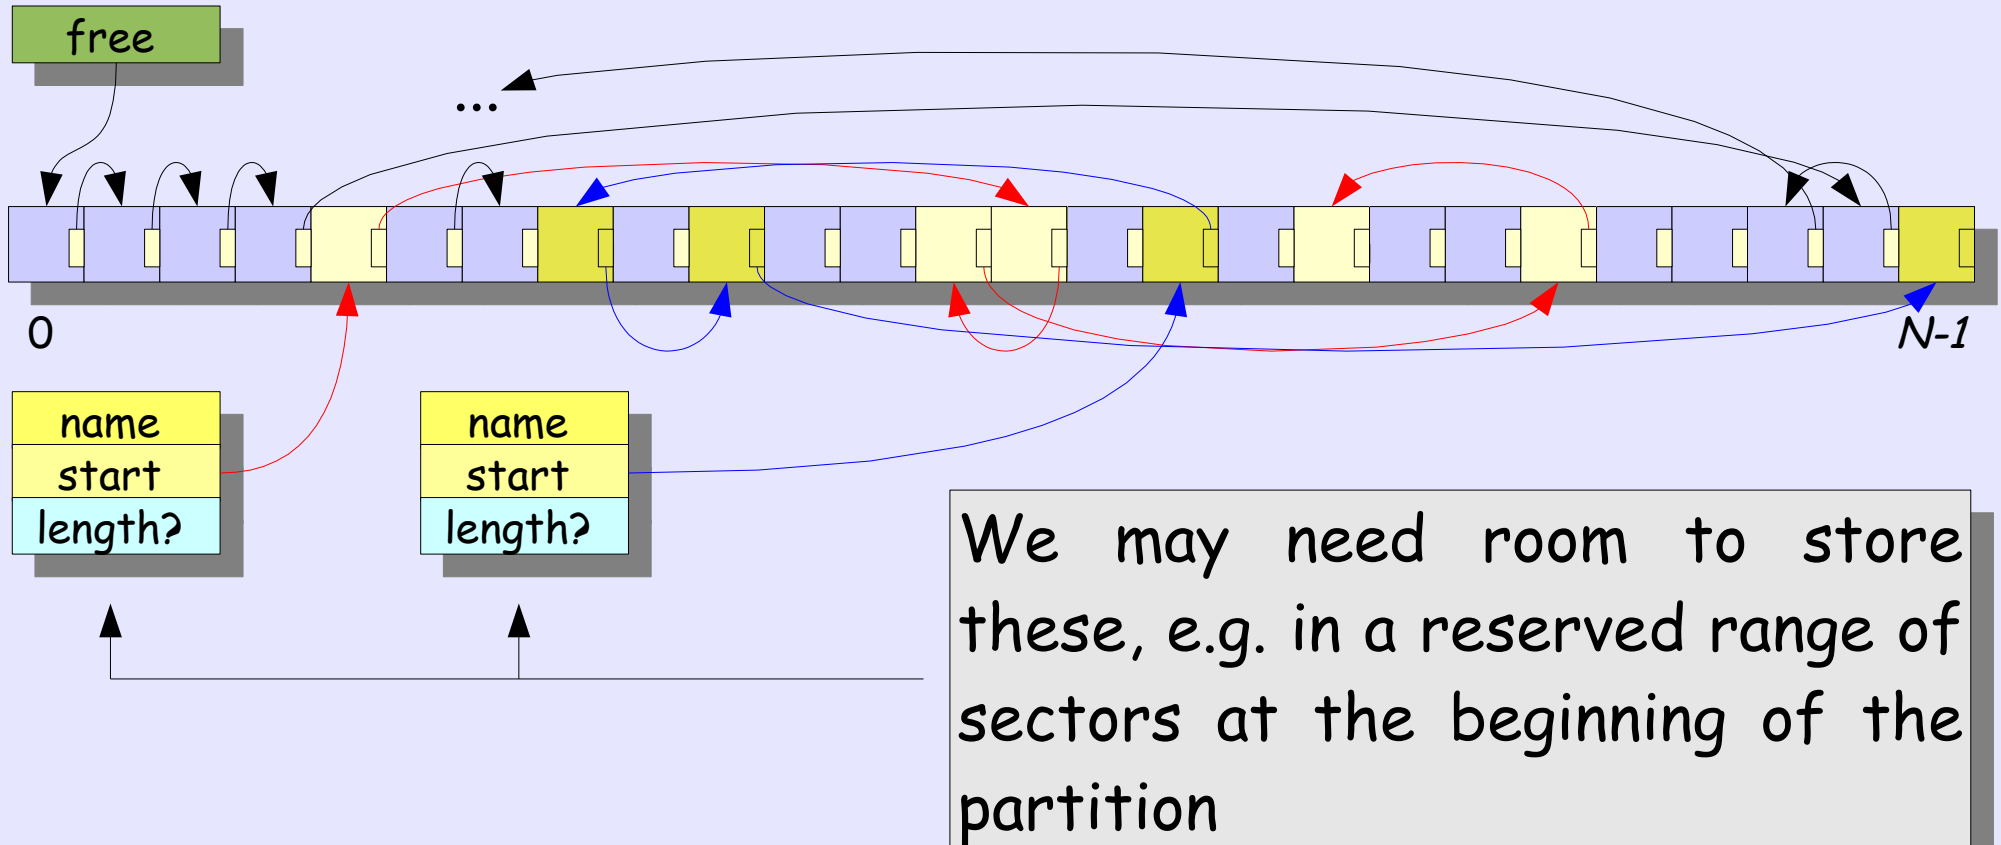 free
...
0
N-1
name
start
length?
name
start
length?
We may need room to store
these, e.g. in a reserved range of
sectors at the beginning of the
partition